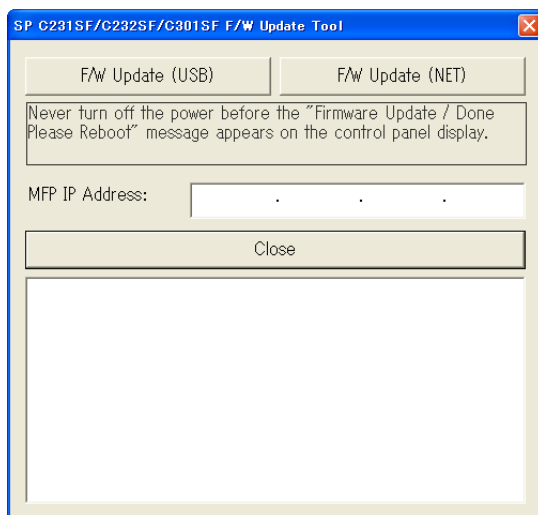 SP C231SF/C232SF/C301SF F/W Update Tool
F/W Update (USB) F/W Update (NET)
Never turn off the power before the "Firmware Update / Done
Please Reboot" message appears on the control panel display.
MFP IP Address: . . .
Close